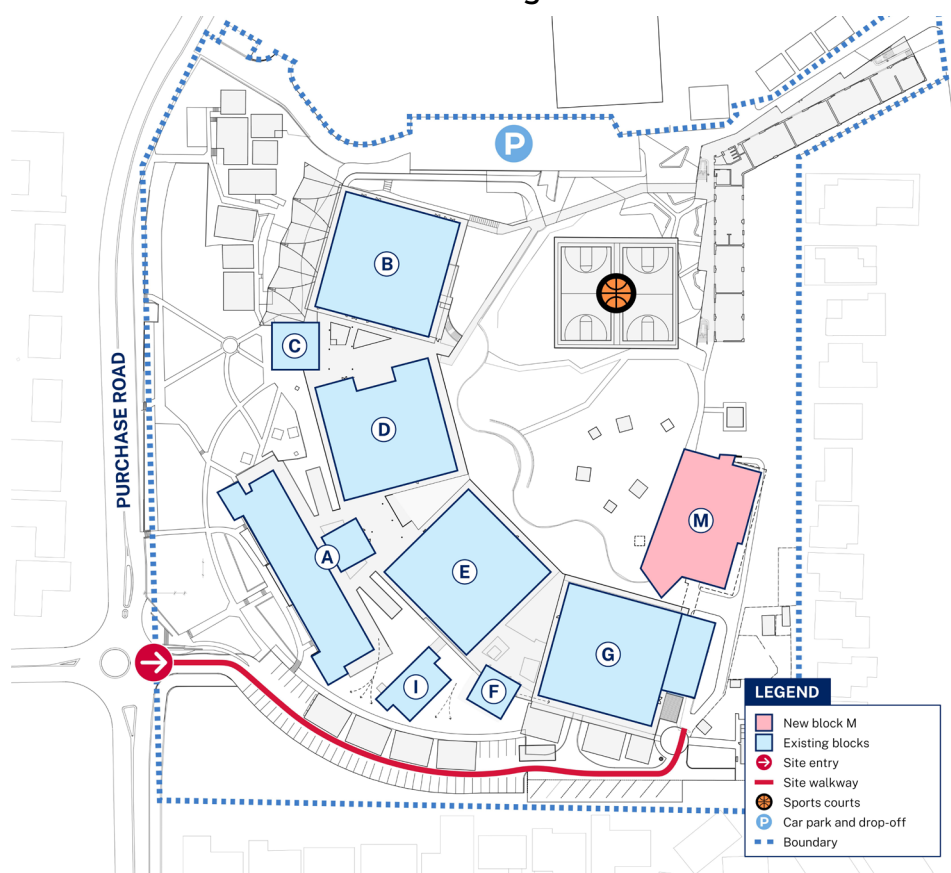 P
B
C
PURCHASE ROAD
D
M
A
E
G
I
F
LEGEND
New block M
Existing blocks
Site entry
Site walkway
Sports courts
P Car park and drop-off
Boundary